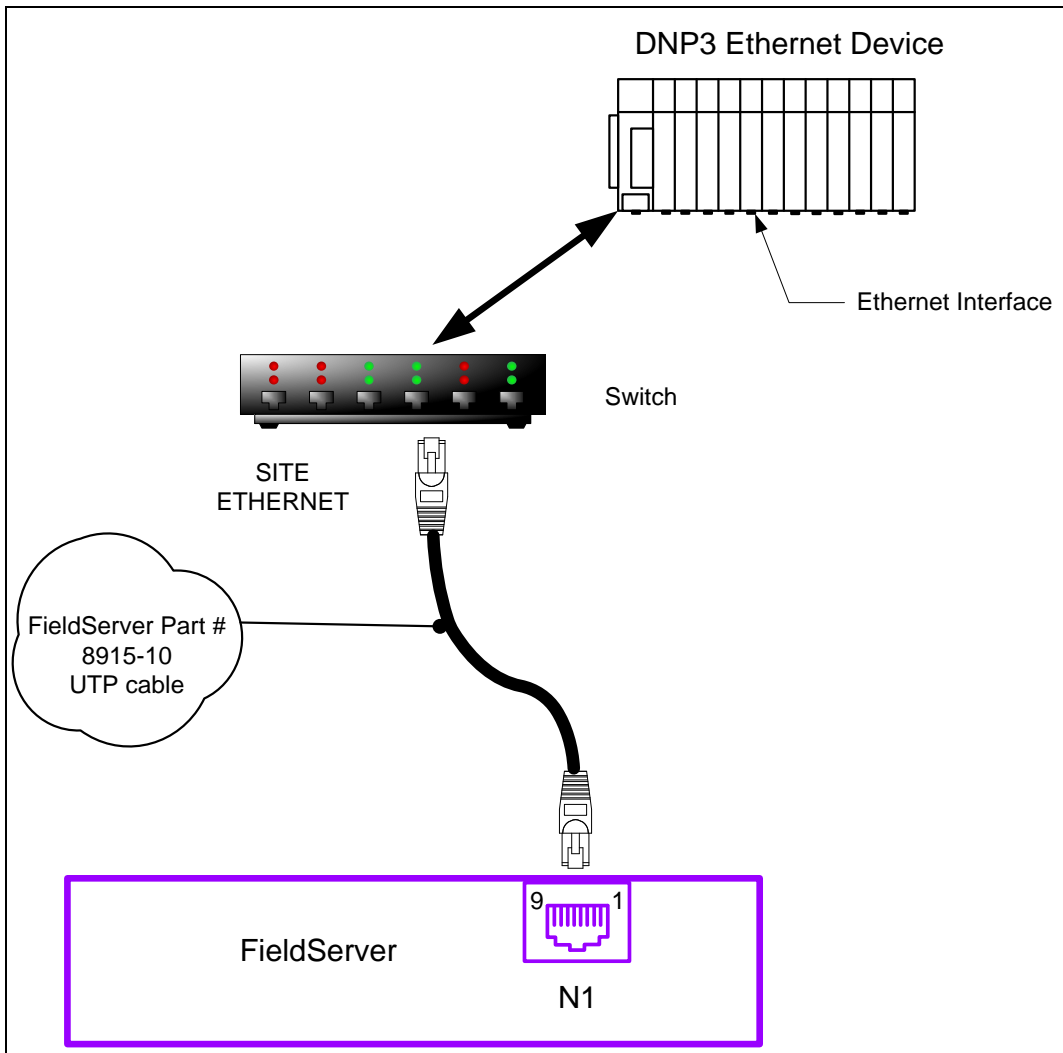 DNP3 Ethernet Device
Ethernet Interface
Switch
SITE
ETHERNET
FieldServer Part #
8915-10
UTP cable
9 1
FieldServer
N1